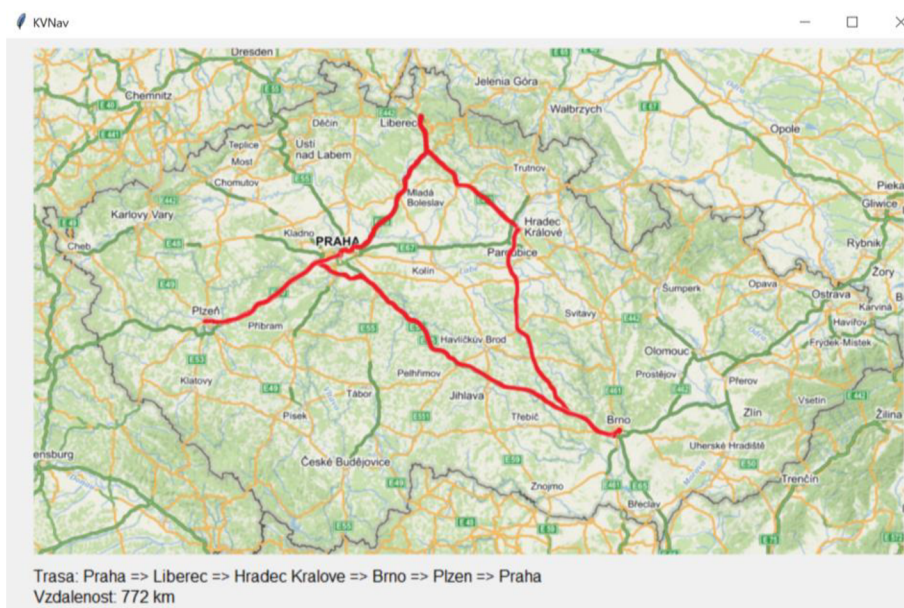 KVNav
Dresden
Chemnitz
Jelenia Góra
Wałbrzych
Opole
Děčín
Liberec
Teplice
Ústí
nad Labem
Most
Chomutov
Trutnov
Mladá
Boleslav
Karlovy Vary
Kladno
PRAHA
Hradec
Králové
Gliwice
Cheb
Kolín
Pardubice
Rybnik
Żory
Šumperk
Opava
Ostrava
Karviná
Plzeň
Příbram
Svitavy
Havířov
Havlíčkův Brod
Olomouc
Frýdek-Místek
Klatovy
Pelhřimov
Prostějov
Přerov
Tábor
Jihlava
Písek
Třebíč
Brno
Zlín
Vsetín
Žilina
Uherské Hradiště
České Budějovice
Trenčín
Znojmo
Břeclav
Trasa: Praha => Liberec => Hradec Kralove => Brno => Plzen => Praha
Vzdalenost: 772 km